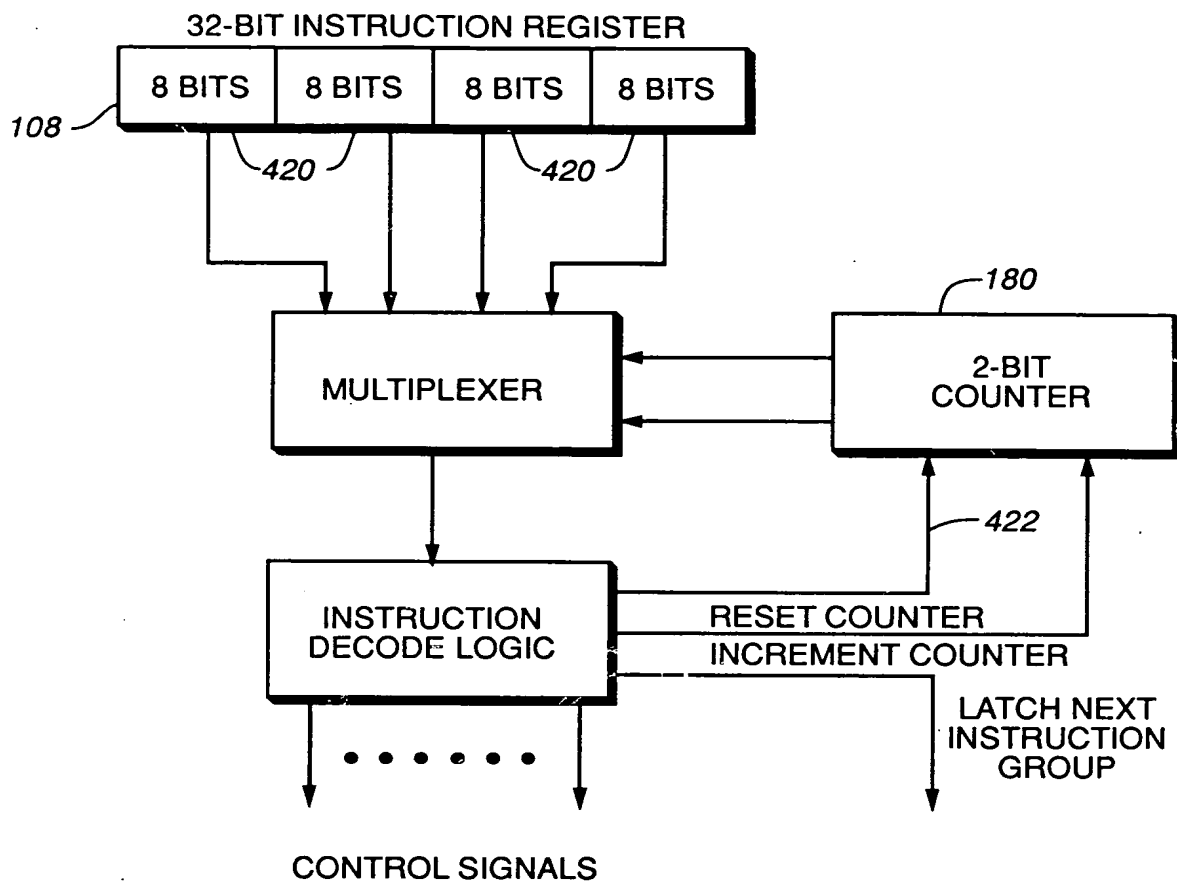 32-BIT INSTRUCTION REGISTER
8 BITS 8 BITS 8 BITS 8 BITS
108
420 420
180
MULTIPLEXER
2-BIT
COUNTER
422
INSTRUCTION
DECODE LOGIC
RESET COUNTER
INCREMENT COUNTER
LATCH NEXT
INSTRUCTION
GROUP
CONTROL SIGNALS